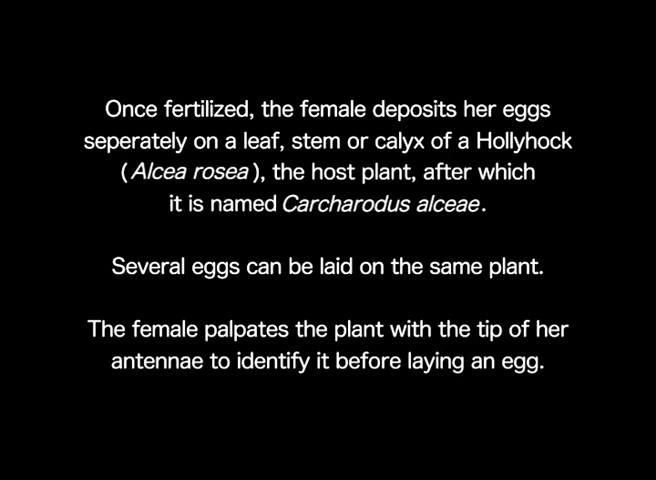 Once fertilized, the female deposits her eggs
seperately on a leaf, stem or calyx of a Hollyhock
(Alcea rosea), the host plant, after which
it is named Carcharodus alceae.
Several eggs can be laid on the same plant.
The female palpates the plant with the tip of her
antennae to identify it before laying an egg.